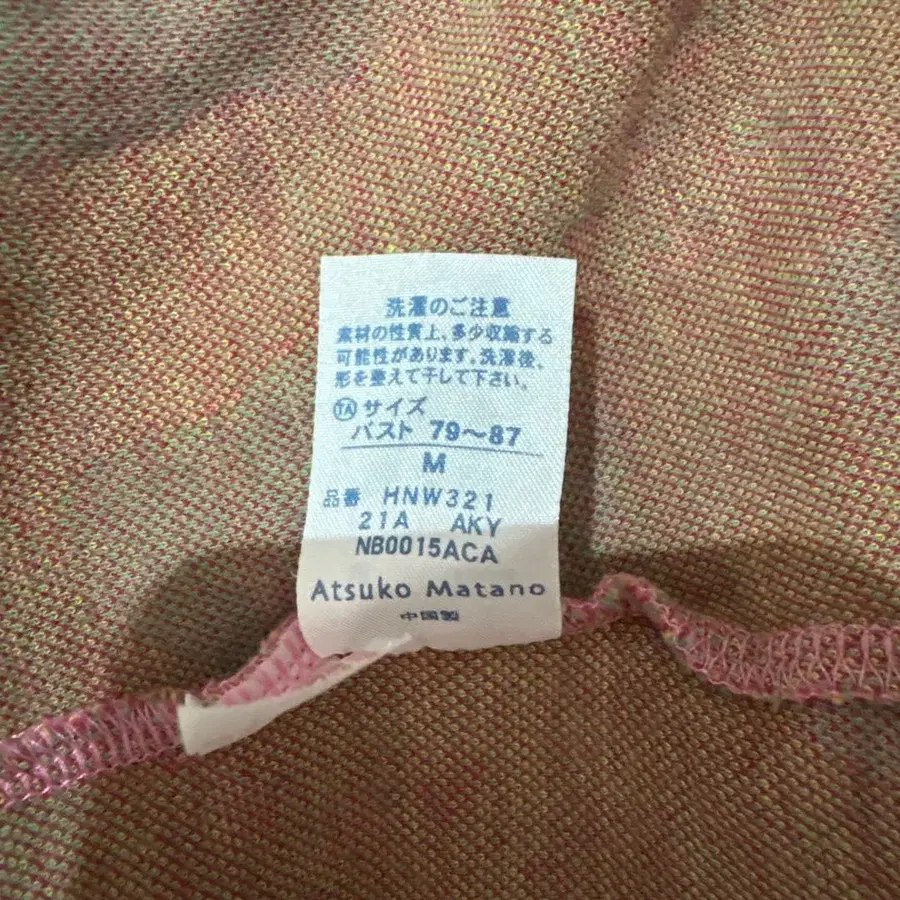 洗濯のご注意
素材の性質上、多少収縮する
可能性があります。洗濯後、
形を整えて干して下さい。
TA サイズ
バスト 79～87
M
品番 HNW321
21A AKY
NB0015ACA
Atsuko Matano
中国製